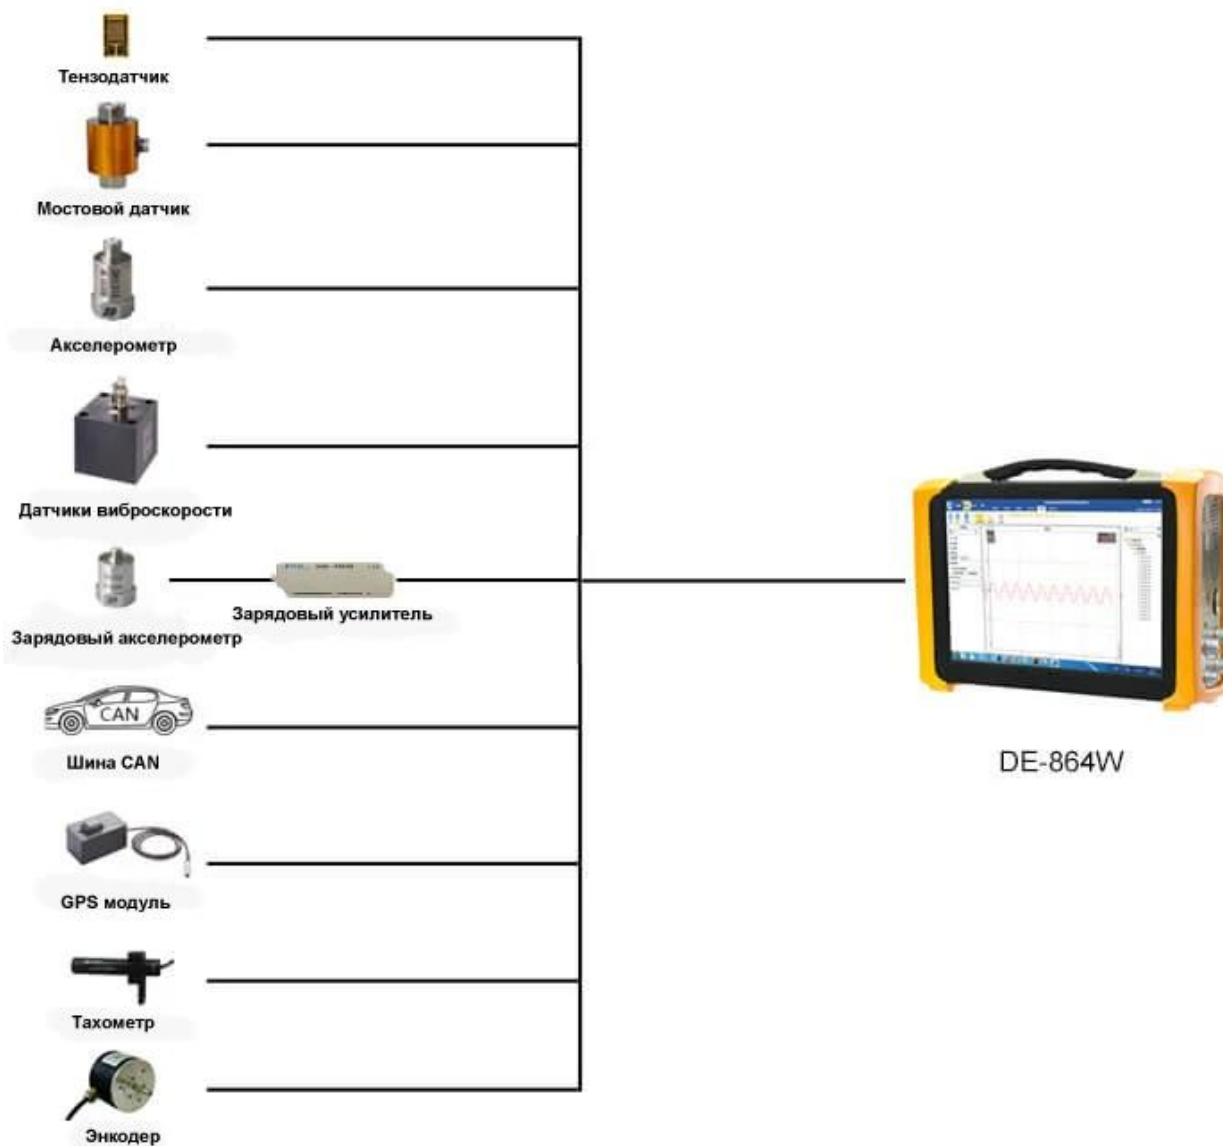 Тензодатчик
Мостовой датчик
Акселерометр
Датчики виброскорости
Зарядовый усилитель
Зарядовый акселерометр
CAN
Шина CAN
DE-864W
GPS модуль
Тахометр
Энкодер